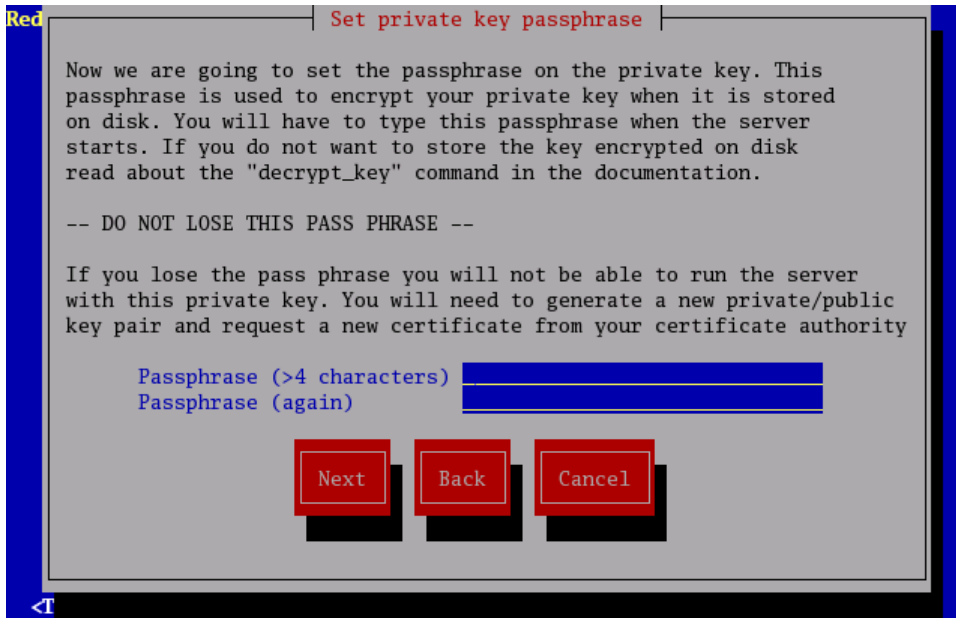 Red
Set private key passphrase
Now we are going to set the passphrase on the private key. This
passphrase is used to encrypt your private key when it is stored
on disk. You will have to type this passphrase when the server
starts. If you do not want to store the key encrypted on disk
read about the "decrypt_key" command in the documentation.
-- DO NOT LOSE THIS PASS PHRASE --
If you lose the pass phrase you will not be able to run the server
with this private key. You will need to generate a new private/public
key pair and request a new certificate from your certificate authority
Passphrase (>4 characters)
Passphrase (again)
Next Back Cancel
<T